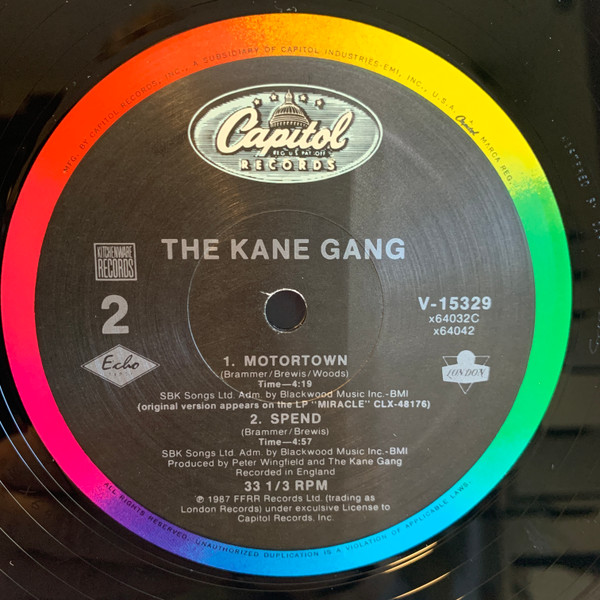 MFG. BY CAPITOL RECORDS, INC., A SUBSIDIARY OF CAPITOL INDUSTRIES-EMI, INC., U.S.A. Capitol MARCA REG.
Capitol
REG. U.S. PAT. OFF.
RECORDS
KITCHENWARE
RECORDS
THE KANE GANG
2
V-15329
x64032C
x64042
Echo
LONDON
1. MOTORTOWN
(Brammer/Brewis/Woods)
Time—4:19
SBK Songs Ltd. Adm. by Blackwood Music Inc.-BMI
(original version appears on the LP "MIRACLE" CLX-48176)
2. SPEND
(Brammer/Brewis)
Time—4:57
SBK Songs Ltd. Adm. by Blackwood Music Inc.-BMI
Produced by Peter Wingfield and The Kane Gang
Recorded in England
33 1/3 RPM
℗ 1987 FFRR Records Ltd. (trading as
London Records) under exculsive License to
Capitol Records, Inc.
ALL RIGHTS RESERVED. UNAUTHORIZED DUPLICATION IS A VIOLATION OF APPLICABLE LAWS.